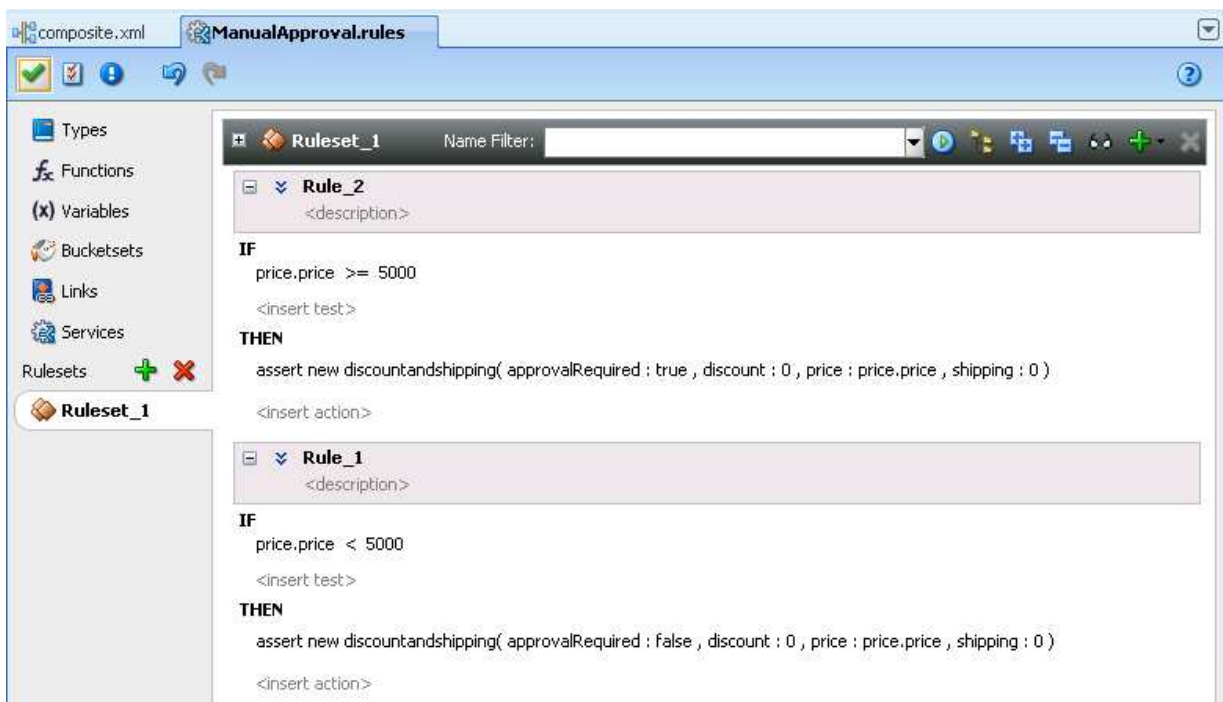 composite.xml ManualApproval.rules
Types
Functions
(x) Variables
Bucketsets
Links
Services
Rulesets
Ruleset_1
Ruleset_1 Name Filter:
Rule_2
<description>
IF
price.price >= 5000
<insert test>
THEN
assert new discountandshipping( approvalRequired : true , discount : 0 , price : price.price , shipping : 0 )
<insert action>
Rule_1
<description>
IF
price.price < 5000
<insert test>
THEN
assert new discountandshipping( approvalRequired : false , discount : 0 , price : price.price , shipping : 0 )
<insert action>